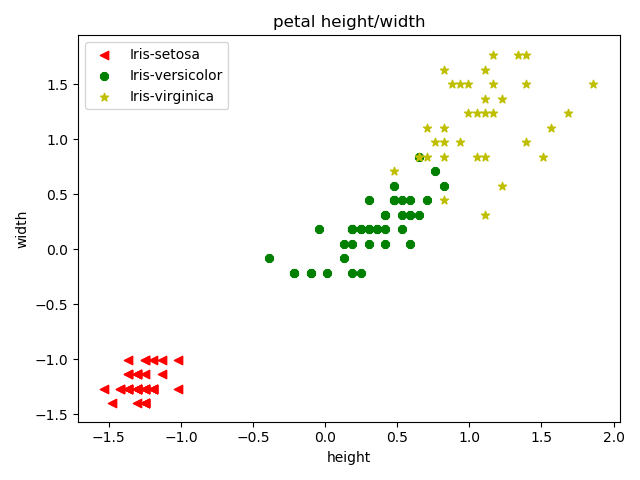 petal height/width
Iris-setosa
Iris-versicolor
Iris-virginica
width
1.5
1.0
0.5
0.0
−0.5
−1.0
−1.5
−1.5 −1.0 −0.5 0.0 0.5 1.0 1.5 2.0
height